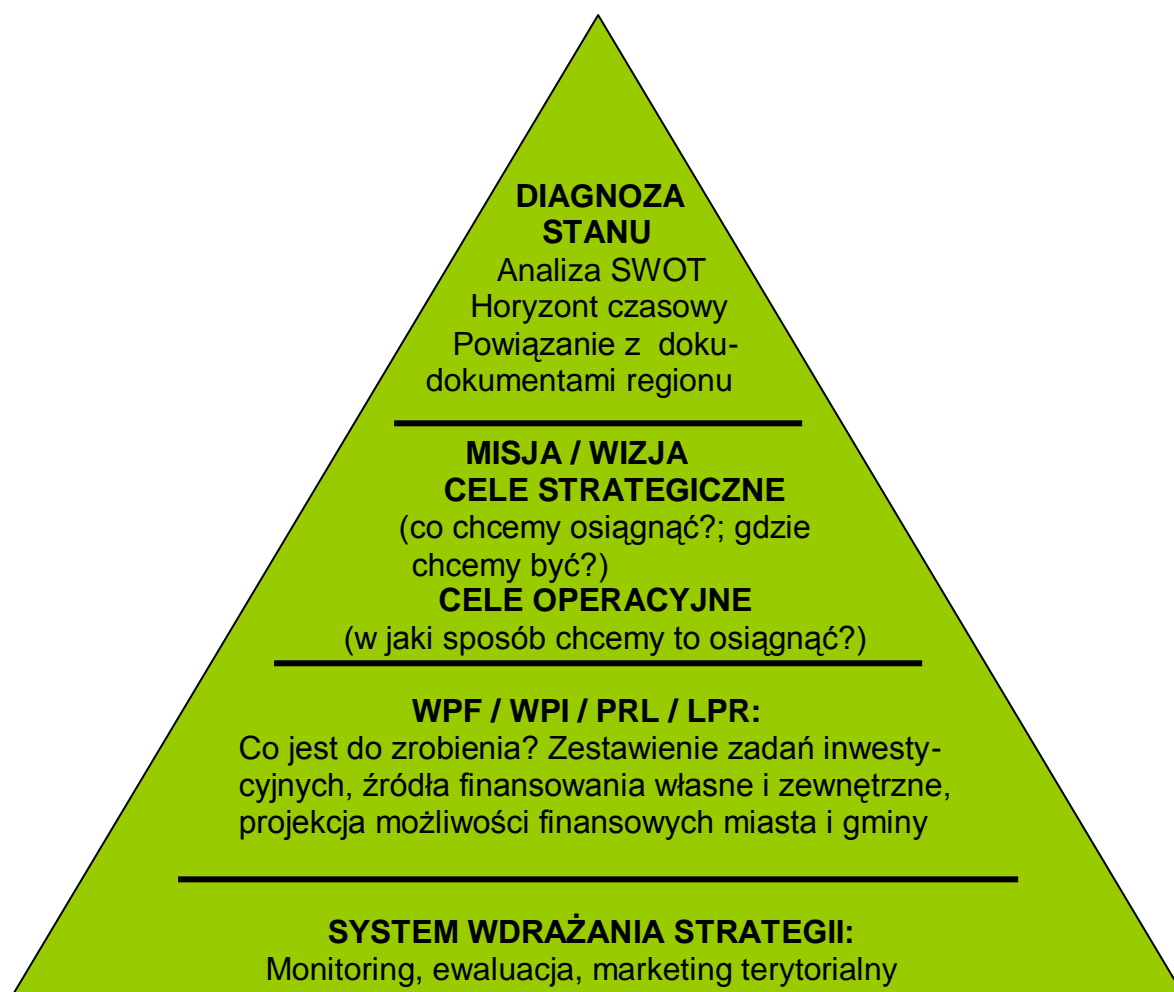 DIAGNOZA
STANU
Analiza SWOT
Horyzont czasowy
Powiązanie z doku-
dokumentami regionu
MISJA / WIZJA
CELE STRATEGICZNE
(co chcemy osiągnąć?; gdzie
chcemy być?)
CELE OPERACYJNE
(w jaki sposób chcemy to osiągnąć?)
WPF / WPI / PRL / LPR:
Co jest do zrobienia? Zestawienie zadań inwesty-
cyjnych, źródła finansowania własne i zewnętrzne,
projekcja możliwości finansowych miasta i gminy
SYSTEM WDRAŻANIA STRATEGII:
Monitoring, ewaluacja, marketing terytorialny